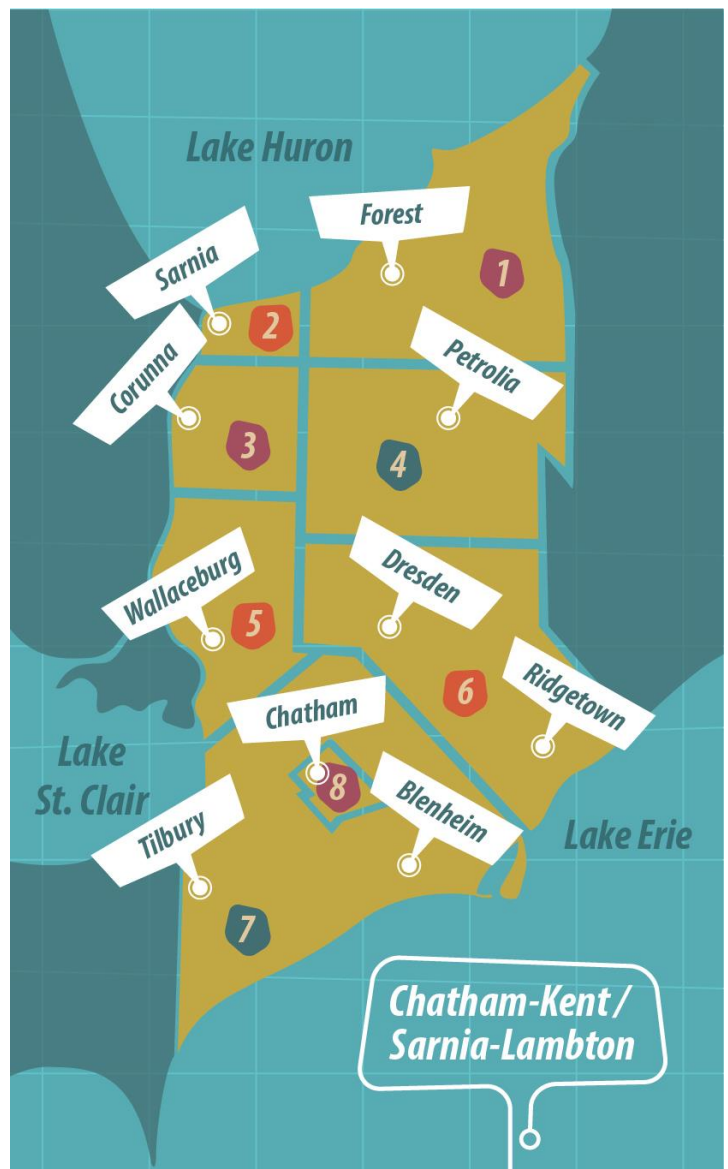 Lake Huron
Forest
1
Sarnia
2
Corunna
Petrolia
3
4
Wallaceburg
Dresden
5
6
Ridgetown
Chatham
Lake
St. Clair
8
Blenheim
Tilbury
Lake Erie
7
Chatham-Kent /
Sarnia-Lambton